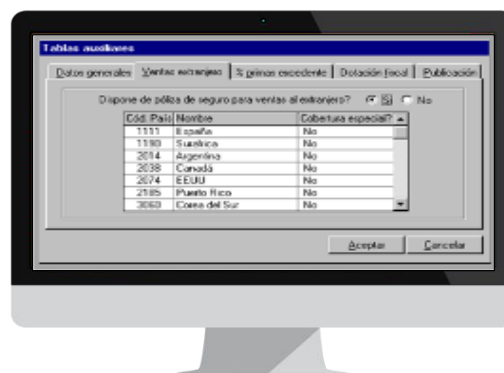 Tablas auxiliares
Datos generales Ventas extranjero % primas excedente Dotación fiscal Publicación
Dispone de póliza de seguro para ventas al extranjero? Sí No
Cód. País Nombre Cobertura especial?
1111 España No
1190 Suráfrica No
2014 Argentina No
2038 Canadá No
2074 EEUU No
2185 Puerto Rico No
3060 Corea del Sur No
Aceptar Cancelar